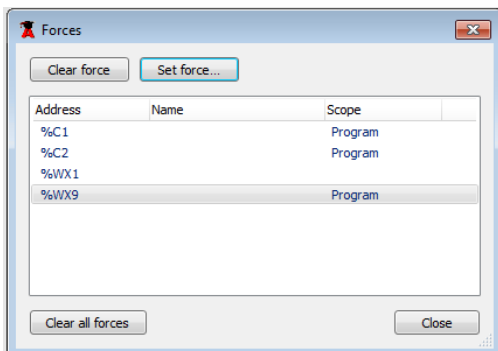 Forces
Clear force Set force...
Address Name Scope
%C1 Program
%C2 Program
%WX1
%WX9 Program
Clear all forces Close